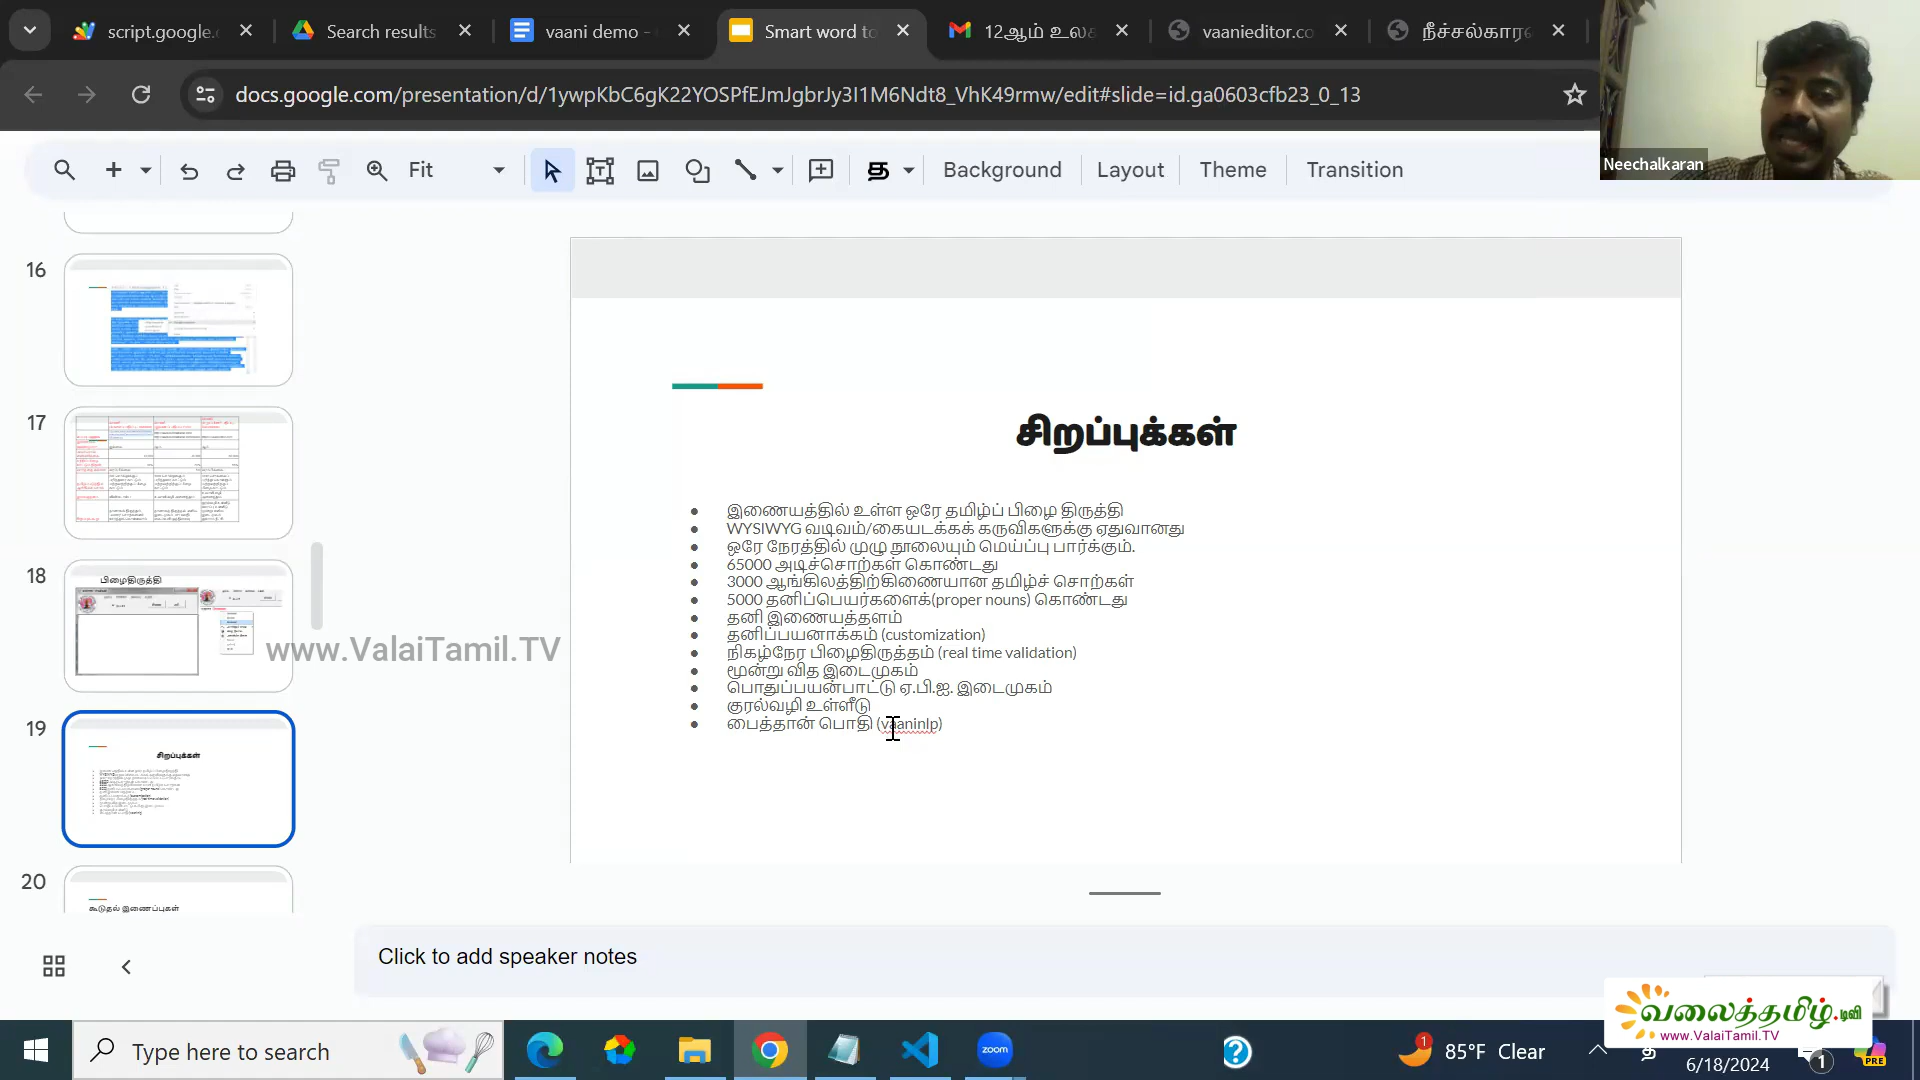 script.google.
Search results
vaani demo -
Smart word to
12ஆம் உலக
vaanieditor.co
நீச்சல்காரன்
docs.google.com/presentation/d/1ywpKbC6gK22YOSPfEJmJgbrJy3I1M6Ndt8_VhK49rmw/edit#slide=id.ga0603cfb23_0_13
Neechalkaran
Fit
த
Background
Layout
Theme
Transition
16
17
18
பிழைதிருத்தி
www.ValaiTamil.TV
19
சிறப்புக்கள்
20
கூடுதல் இணைப்புகள்
சிறப்புக்கள்
● இணையத்தில் உள்ள ஒரே தமிழ்ப் பிழை திருத்தி
● WYSIWYG வடிவம்/கையடக்கக் கருவிகளுக்கு ஏதுவானது
● ஒரே நேரத்தில் முழு நூலையும் மெய்ப்பு பார்க்கும்.
● 65000 அடிச்சொற்கள் கொண்டது
● 3000 ஆங்கிலத்திற்கிணையான தமிழ்ச் சொற்கள்
● 5000 தனிப்பெயர்களைக்(proper nouns) கொண்டது
● தனி இணையத்தளம்
● தனிப்பயனாக்கம் (customization)
● நிகழ்நேர பிழைதிருத்தம் (real time validation)
● மூன்று வித இடைமுகம்
● பொதுப்பயன்பாட்டு ஏ.பி.ஐ. இடைமுகம்
● குரல்வழி உள்ளீடு
● பைத்தான் பொதி (vaaninlp)
Click to add speaker notes
வலைத்தமிழ்.டிவி
www.ValaiTamil.TV
Type here to search
zoom
1
85°F Clear
த
6/18/2024
1
PRE